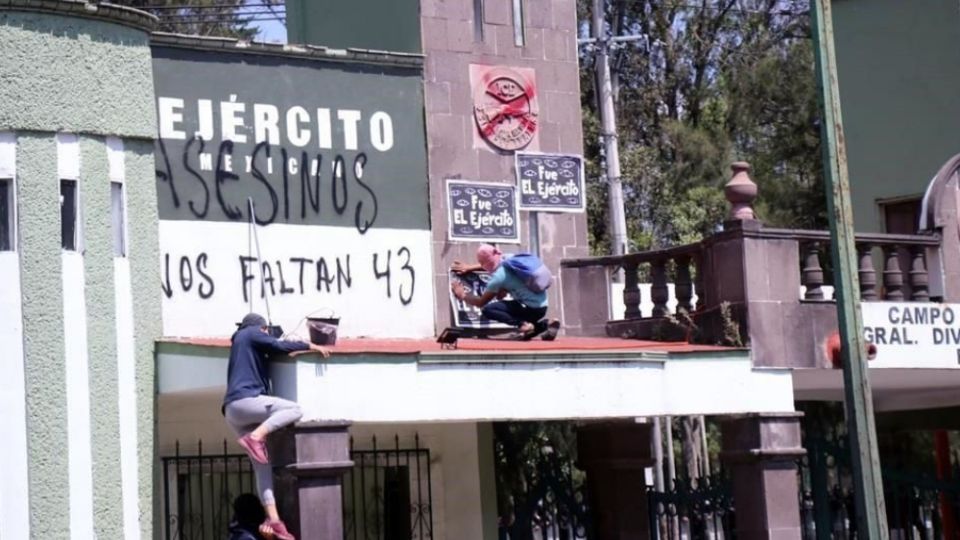 EJÉRCITO
MEXICANO
ASESINOS
NOS FALTAN 43
Fue
EL Ejército
Fue
EL Ejército
CAMPO
GRAL. DIV